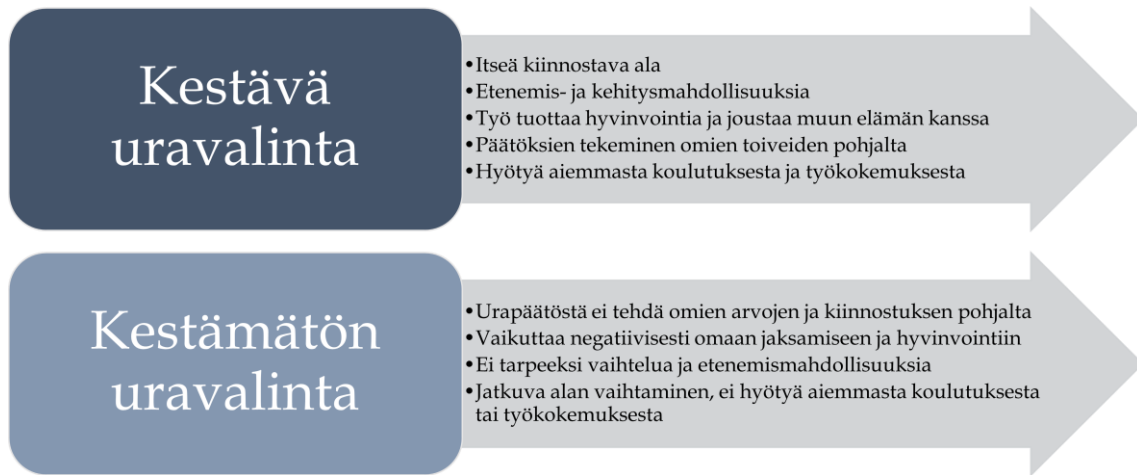 Kestävä
uravalinta
•Itseä kiinnostava ala
•Etenemis- ja kehitysmahdollisuuksia
•Työ tuottaa hyvinvointia ja joustaa muun elämän kanssa
•Päätöksien tekeminen omien toiveiden pohjalta
•Hyötyä aiemmasta koulutuksesta ja työkokemuksesta
Kestämätön
uravalinta
•Urapäätöstä ei tehdä omien arvojen ja kiinnostuksen pohjalta
•Vaikuttaa negatiivisesti omaan jaksamiseen ja hyvinvointiin
•Ei tarpeeksi vaihtelua ja etenemismahdollisuuksia
•Jatkuva alan vaihtaminen, ei hyötyä aiemmasta koulutuksesta
tai työkokemuksesta